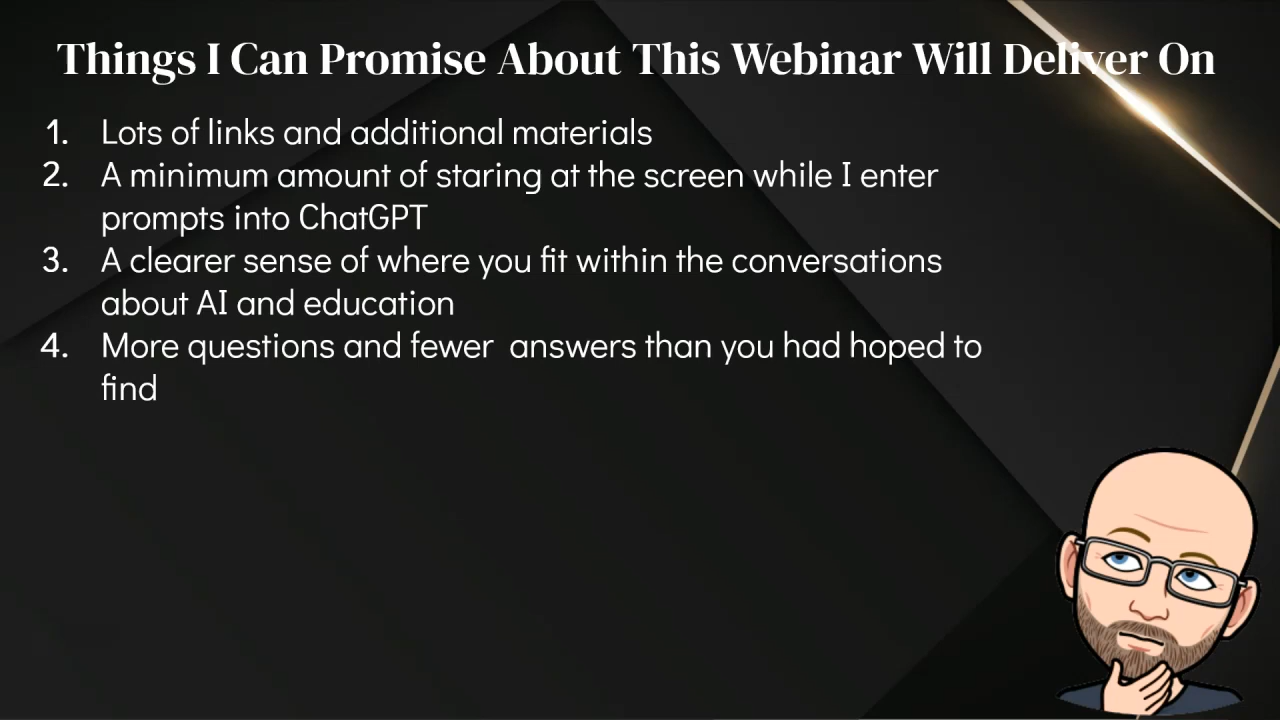 Things I Can Promise About This Webinar Will Deliver On
1. Lots of links and additional materials
2. A minimum amount of staring at the screen while I enter
prompts into ChatGPT
3. A clearer sense of where you fit within the conversations
about AI and education
4. More questions and fewer  answers than you had hoped to
find